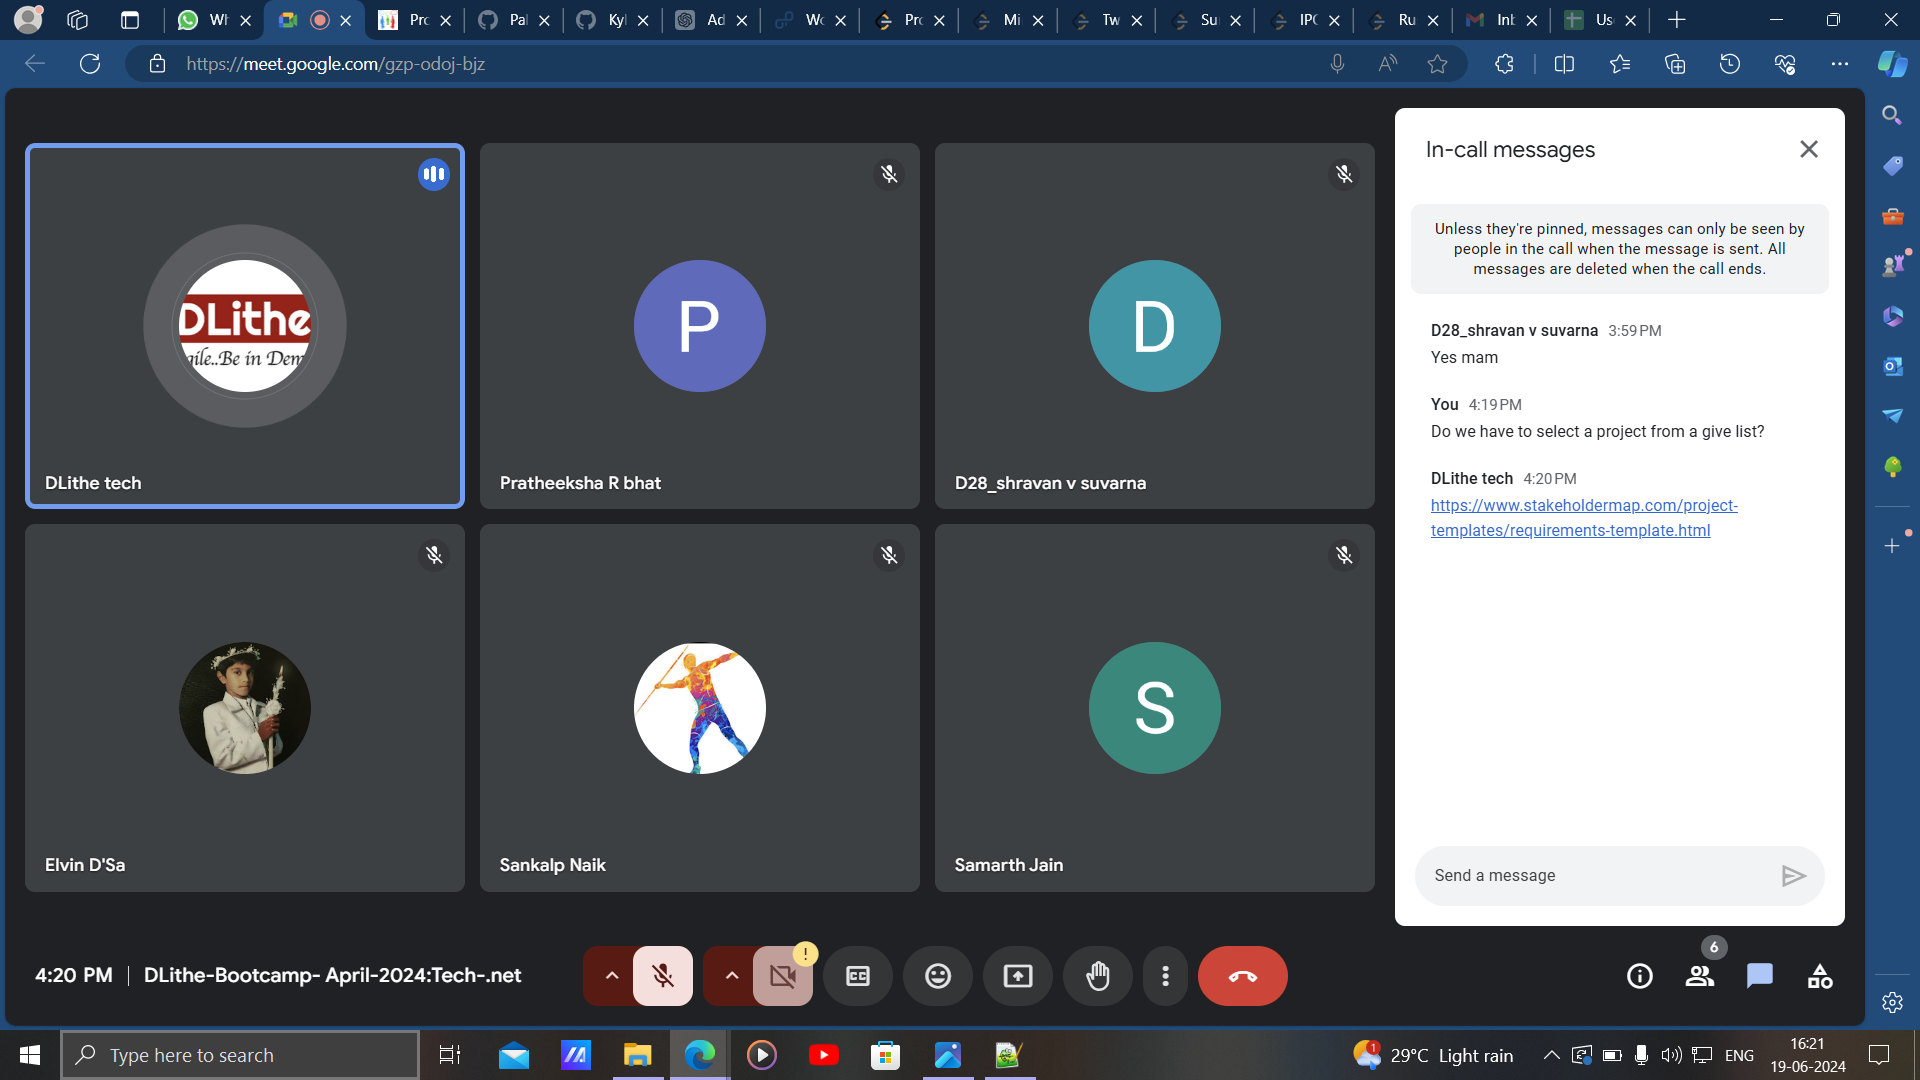 Wh
Pro
Pal
Kyl
Ad
Wo
Pro
Mi
Tw
Su
IPC
Ru
Inb
Us
https://meet.google.com/gzp-odoj-bjz
DLithe
gile..Be in Dem
DLithe tech
P
Pratheeksha R bhat
D
D28_shravan v suvarna
Elvin D'Sa
Sankalp Naik
S
Samarth Jain
In-call messages
Unless they're pinned, messages can only be seen by
people in the call when the message is sent. All
messages are deleted when the call ends.
D28_shravan v suvarna 3:59 PM
Yes mam
You 4:19 PM
Do we have to select a project from a give list?
DLithe tech 4:20 PM
https://www.stakeholdermap.com/project-
templates/requirements-template.html
Send a message
4:20 PM | DLithe-Bootcamp- April-2024:Tech-.net
!
CC
6
Type here to search
1
29°C Light rain
ENG
16:21
19-06-2024